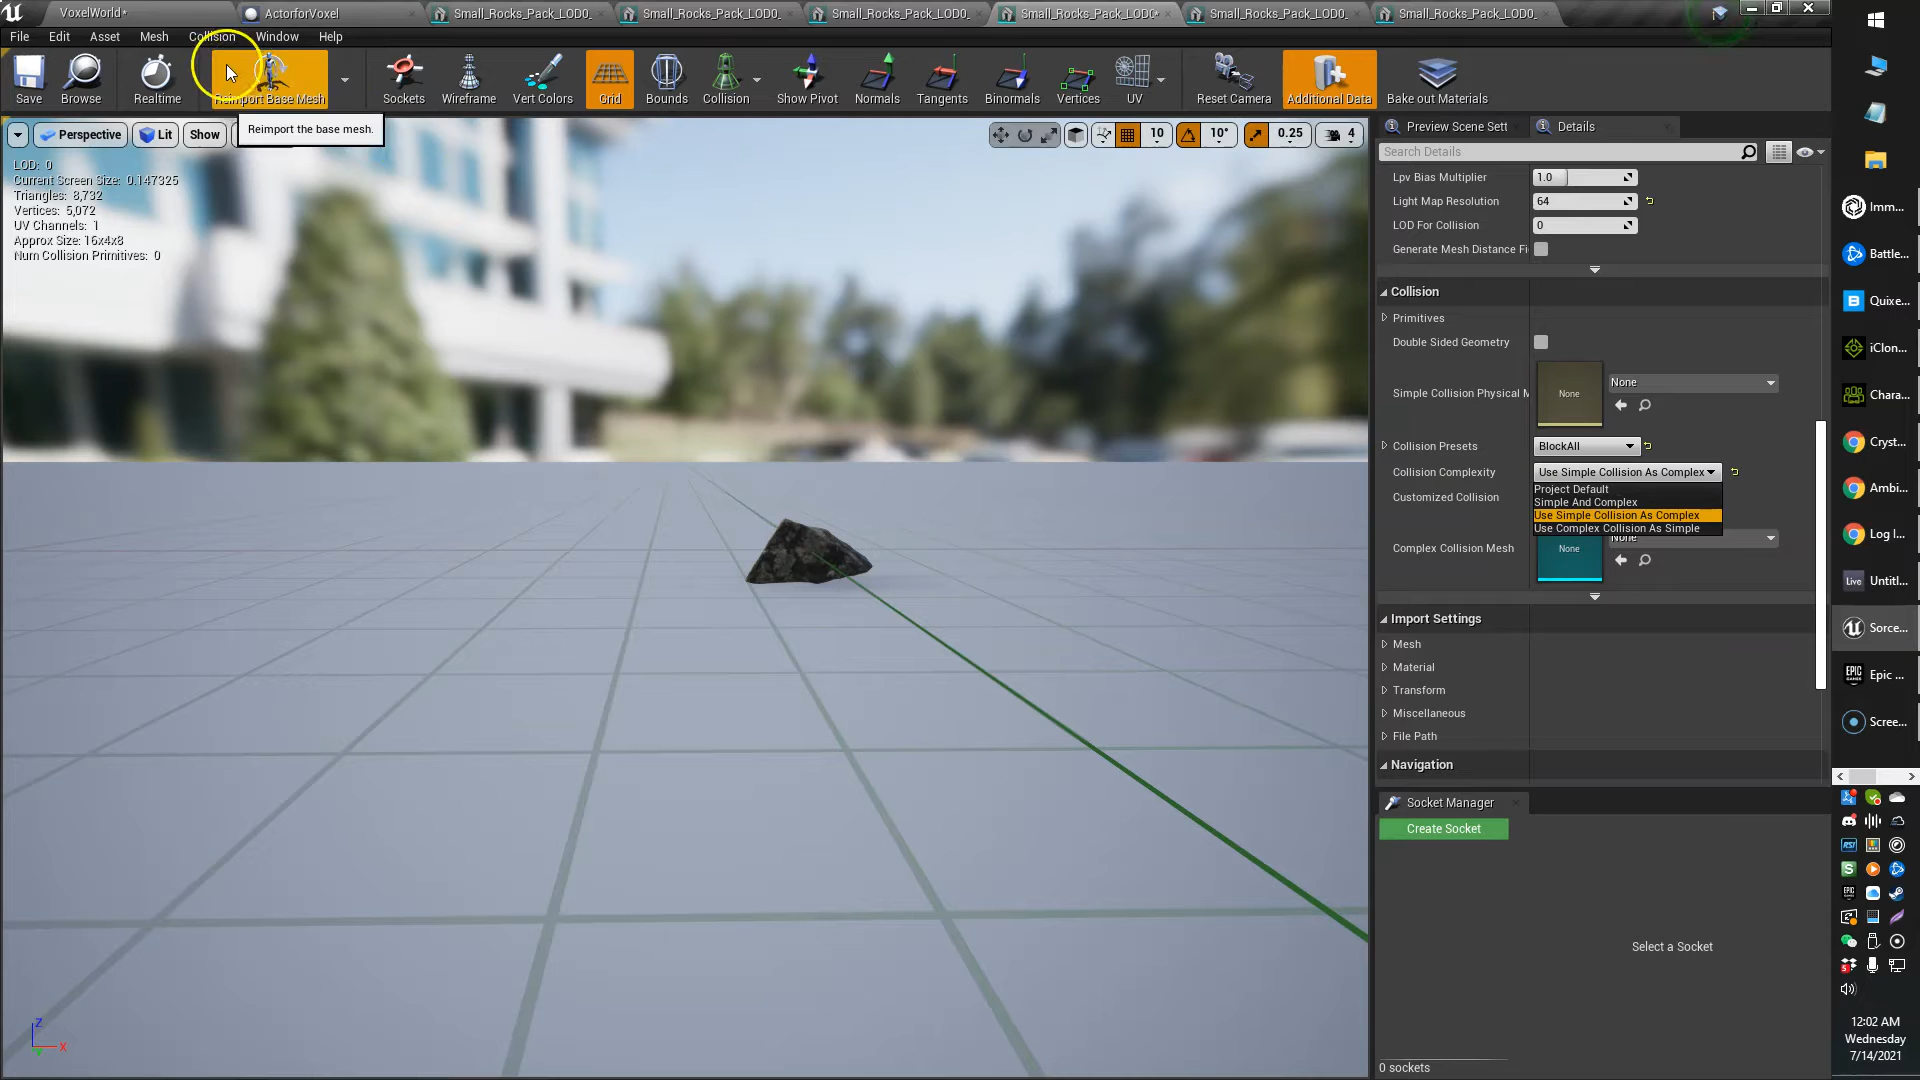 VoxelWorld*
ActorforVoxel
Small_Rocks_Pack_LOD0_
Small_Rocks_Pack_LOD0_
Small_Rocks_Pack_LOD0_
Small_Rocks_Pack_LOD0*
Small_Rocks_Pack_LOD0_
Small_Rocks_Pack_LOD0_
File Edit Asset Mesh Collision Window Help
Save Browse Realtime Reimport Base Mesh Sockets Wireframe Vert Colors Grid Bounds Collision Show Pivot Normals Tangents Binormals Vertices UV Reset Camera Additional Data Bake out Materials
Reimport the base mesh.
Perspective Lit Show
10 10° 0.25 4
LOD: 0
Current Screen Size: 0.147325
Triangles: 8,732
Vertices: 5,072
UV Channels: 1
Approx Size: 16x4x8
Num Collision Primitives: 0
Z
X
Preview Scene Sett
Details
Search Details
Lpv Bias Multiplier 1.0
Light Map Resolution 64
LOD For Collision 0
Generate Mesh Distance Fi
Collision
Primitives
Double Sided Geometry
Simple Collision Physical M None None
Collision Presets BlockAll
Collision Complexity Use Simple Collision As Complex
Customized Collision
Project Default
Simple And Complex
Use Simple Collision As Complex
Use Complex Collision As Simple
Complex Collision Mesh None None
Import Settings
Mesh
Material
Transform
Miscellaneous
File Path
Navigation
Socket Manager
Create Socket
Select a Socket
0 sockets
Imm...
Battle...
Quixe...
iClon...
Chara...
Cryst...
Ambi...
Log I...
Live Untitl...
Sorce...
EPIC GAMES Epic ...
Scree...
12:02 AM
Wednesday
7/14/2021